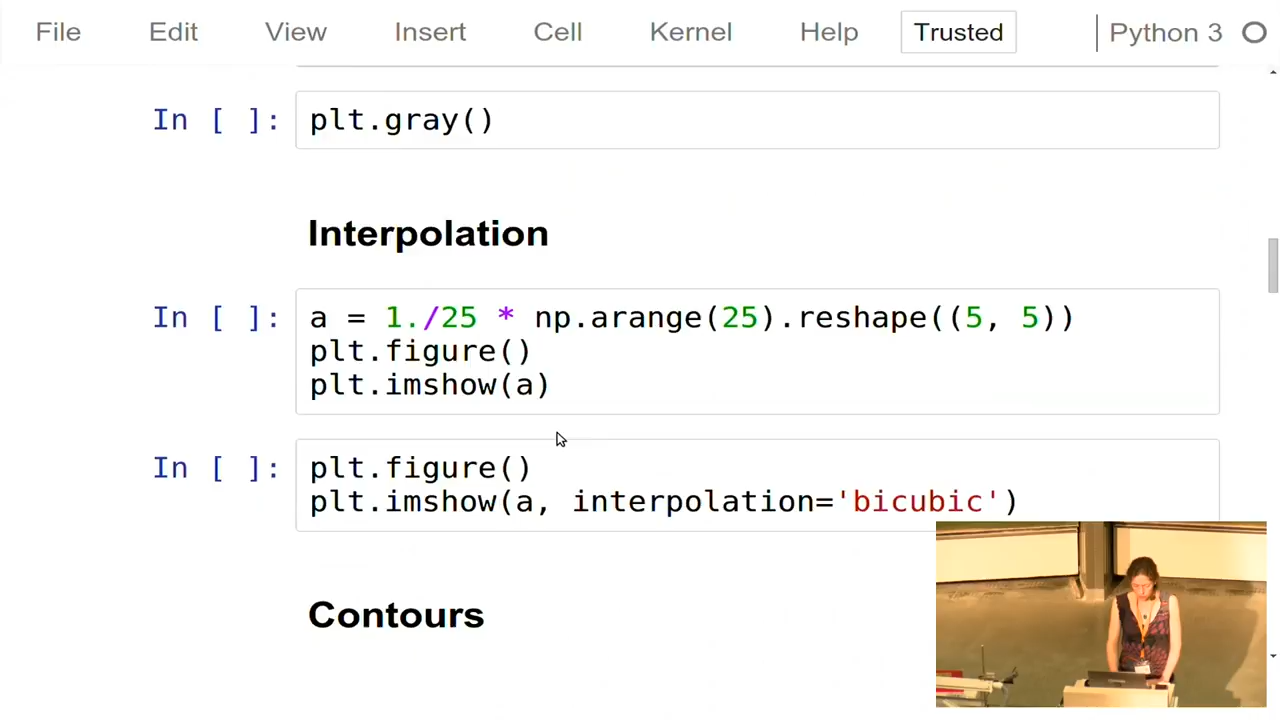 File Edit View Insert Cell Kernel Help Trusted Python 3
In [ ]: plt.gray()
Interpolation
In [ ]: a = 1./25 * np.arange(25).reshape((5, 5))
plt.figure()
plt.imshow(a)
In [ ]: plt.figure()
plt.imshow(a, interpolation='bicubic')
Contours